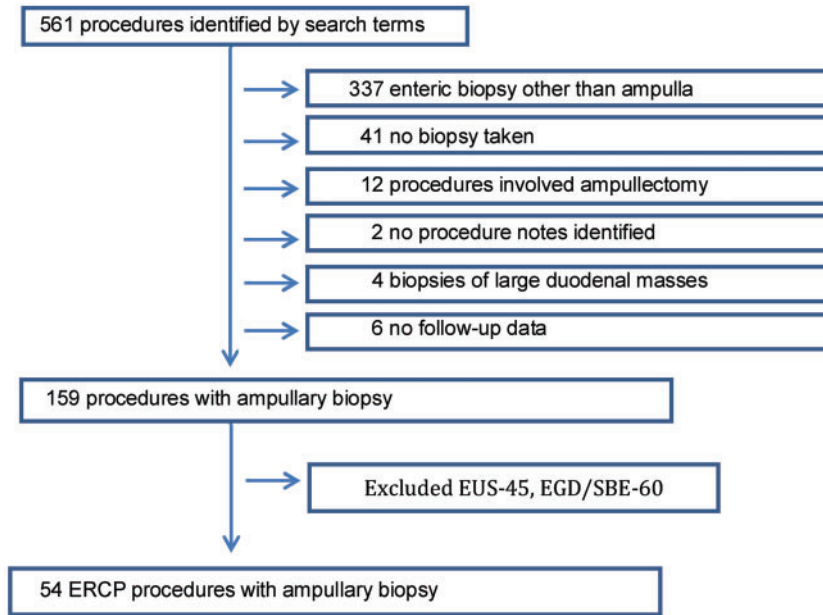 561 procedures identified by search terms
337 enteric biopsy other than ampulla
41 no biopsy taken
12 procedures involved ampullectomy
2 no procedure notes identified
4 biopsies of large duodenal masses
6 no follow-up data
159 procedures with ampullary biopsy
Excluded EUS-45, EGD/SBE-60
54 ERCP procedures with ampullary biopsy